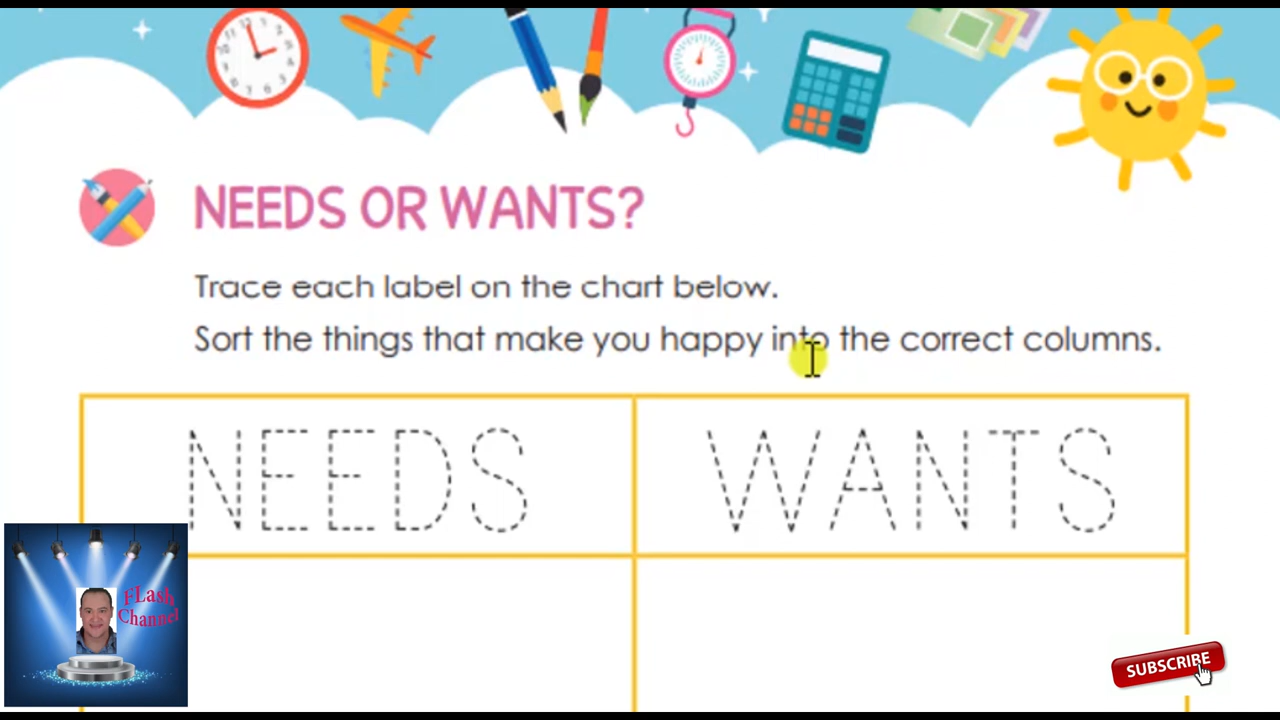 NEEDS OR WANTS?
Trace each label on the chart below.
Sort the things that make you happy into the correct columns.
NEEDS
WANTS
FLash
Channel
SUBSCRIBE